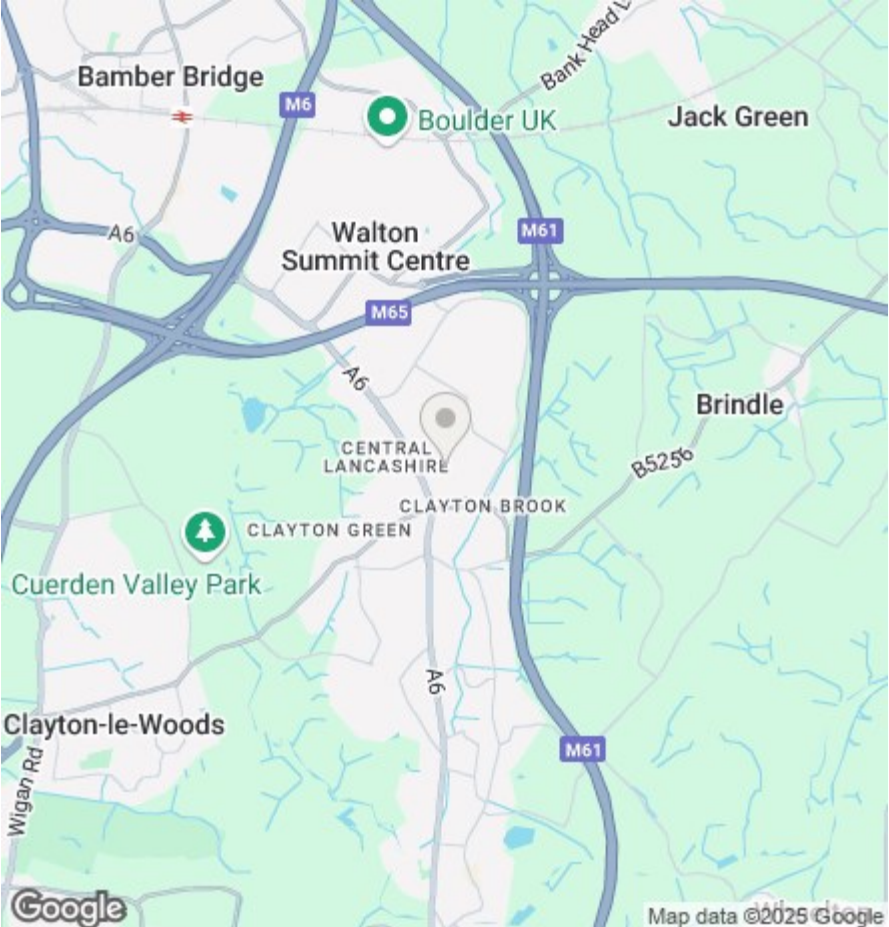 Bank Head L
Bamber Bridge
M6
Boulder UK
Jack Green
A6
Walton
Summit Centre
M61
M65
A6
Brindle
CENTRAL
LANCASHIRE
B5256
CLAYTON BROOK
CLAYTON GREEN
Cuerden Valley Park
A6
Clayton-le-Woods
M61
Wigan Rd
Google
Map data ©2025 Google